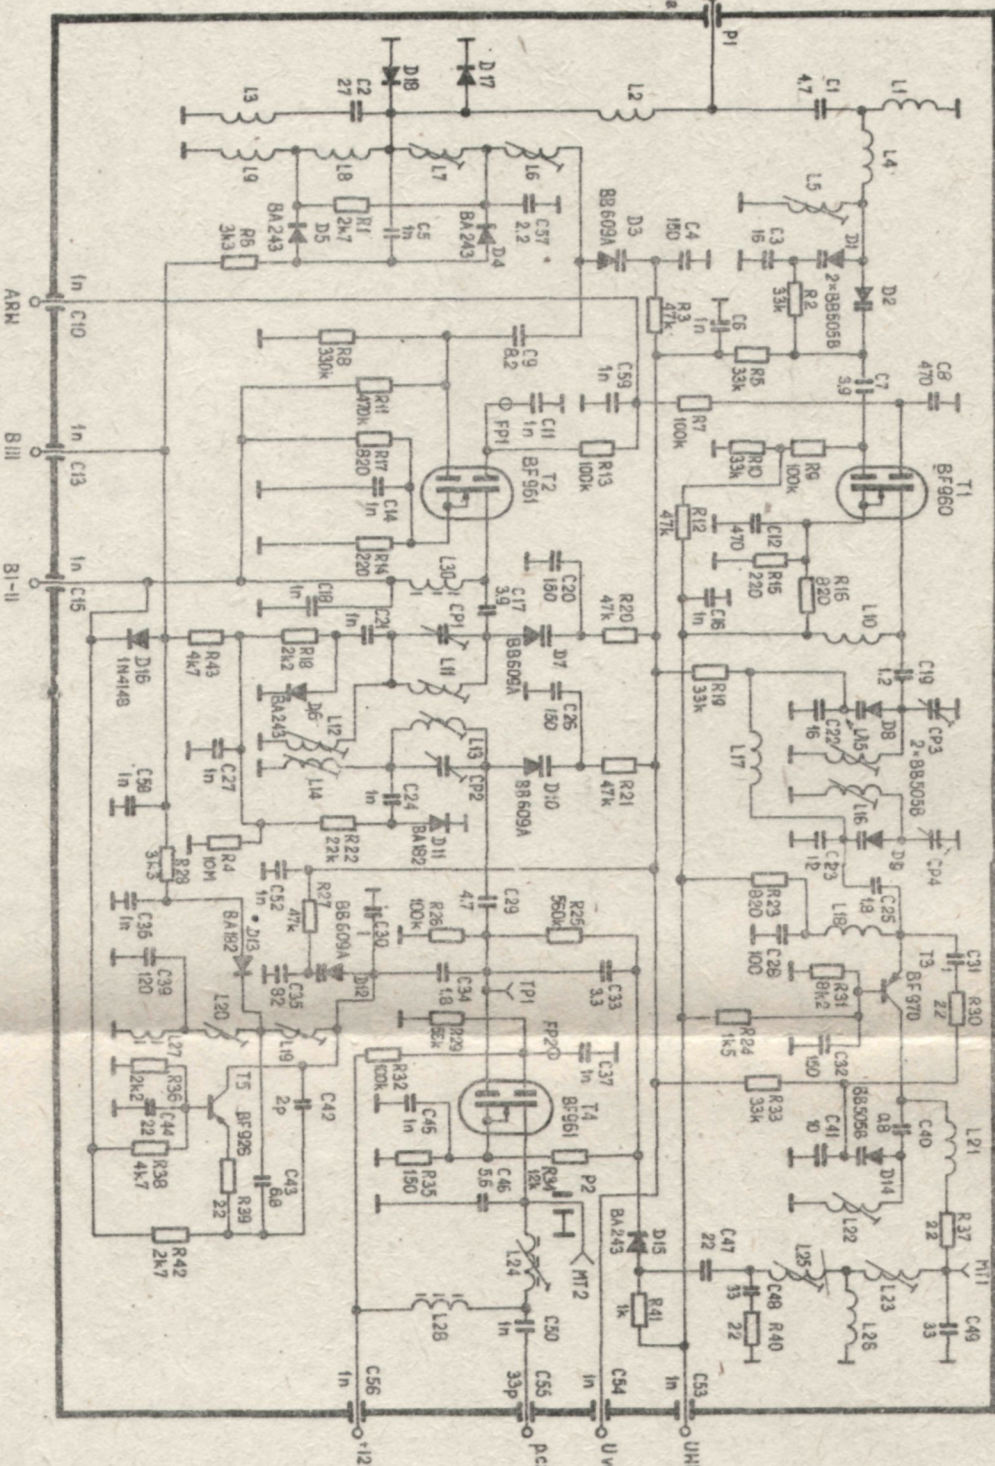 P1
L1
C1
4.7
L2
D17
D18
C2
27
L3
L4
L5
L6
L7
L8
L9
C57
2.2
D4
BA243
C5
1n
R1
2k7
D5
BA243
R6
3k3
D1
2×BB505B
D2
C3
16
R2
33k
D3
BB609A
C4
150
R3
47k
C6
1n
R5
33k
C7
3,9
C8
470
1n
C10
ARW
R8
330k
C9
8.2
C59
1n
R7
100k
R11
470k
R17
820
C14
1n
R14
220
FP1
C11
1n
T2
BF961
R13
100k
R10
33k
R9
100k
R12
47k
T1
BF960
C12
470
R15
220
R16
820
C16
1n
L10
1n
C13
BIII
1n
C15
BI-II
L30
C18
1n
C17
3.9
C20
150
R20
47k
C21
1n
CP1
L11
D7
BB609A
C26
150
R18
2k2
D6
BA243
R43
4k7
D16
1N4148
L12
L13
L14
CP2
C24
1n
D10
BB609A
R21
47k
R19
33k
C19
1.2
CP3
2×BB505B
D8
L15
C22
16
L17
L16
D9
CP4
C23
12
C27
1n
C58
1n
R4
10M
R22
22k
D11
BA182
R28
3k3
C52
1n
R27
47k
BB609A
D12
C30
R26
100k
C29
4.7
R25
560k
R23
820
C28
100
L18
C25
1.8
T3
BF970
C31
R30
22
R31
8k2
C36
1n
C39
120
D13
BA182
C35
82
C34
1.8
TP1
C33
3.3
R24
1k5
C32
150
L20
L19
L27
R29
56k
FP2
C37
1n
R32
100k
R33
33k
BB505B
D14
C41
10
0.8
C40
L21
R36
2k2
C44
22
R38
4k7
T5
BF926
C42
2p
C43
6.8
R39
22
C45
1n
R35
150
T4
BF961
C46
5,6
R34
12k
P2
R42
2k7
L24
MT2
D15
BA243
R41
1k
C47
22
C48
33
R40
22
L25
L22
L23
L26
R37
22
MT1
C49
33
L28
C50
1n
C56
1n
C55
33p
C54
1n
C53
1n
+12
p.c.